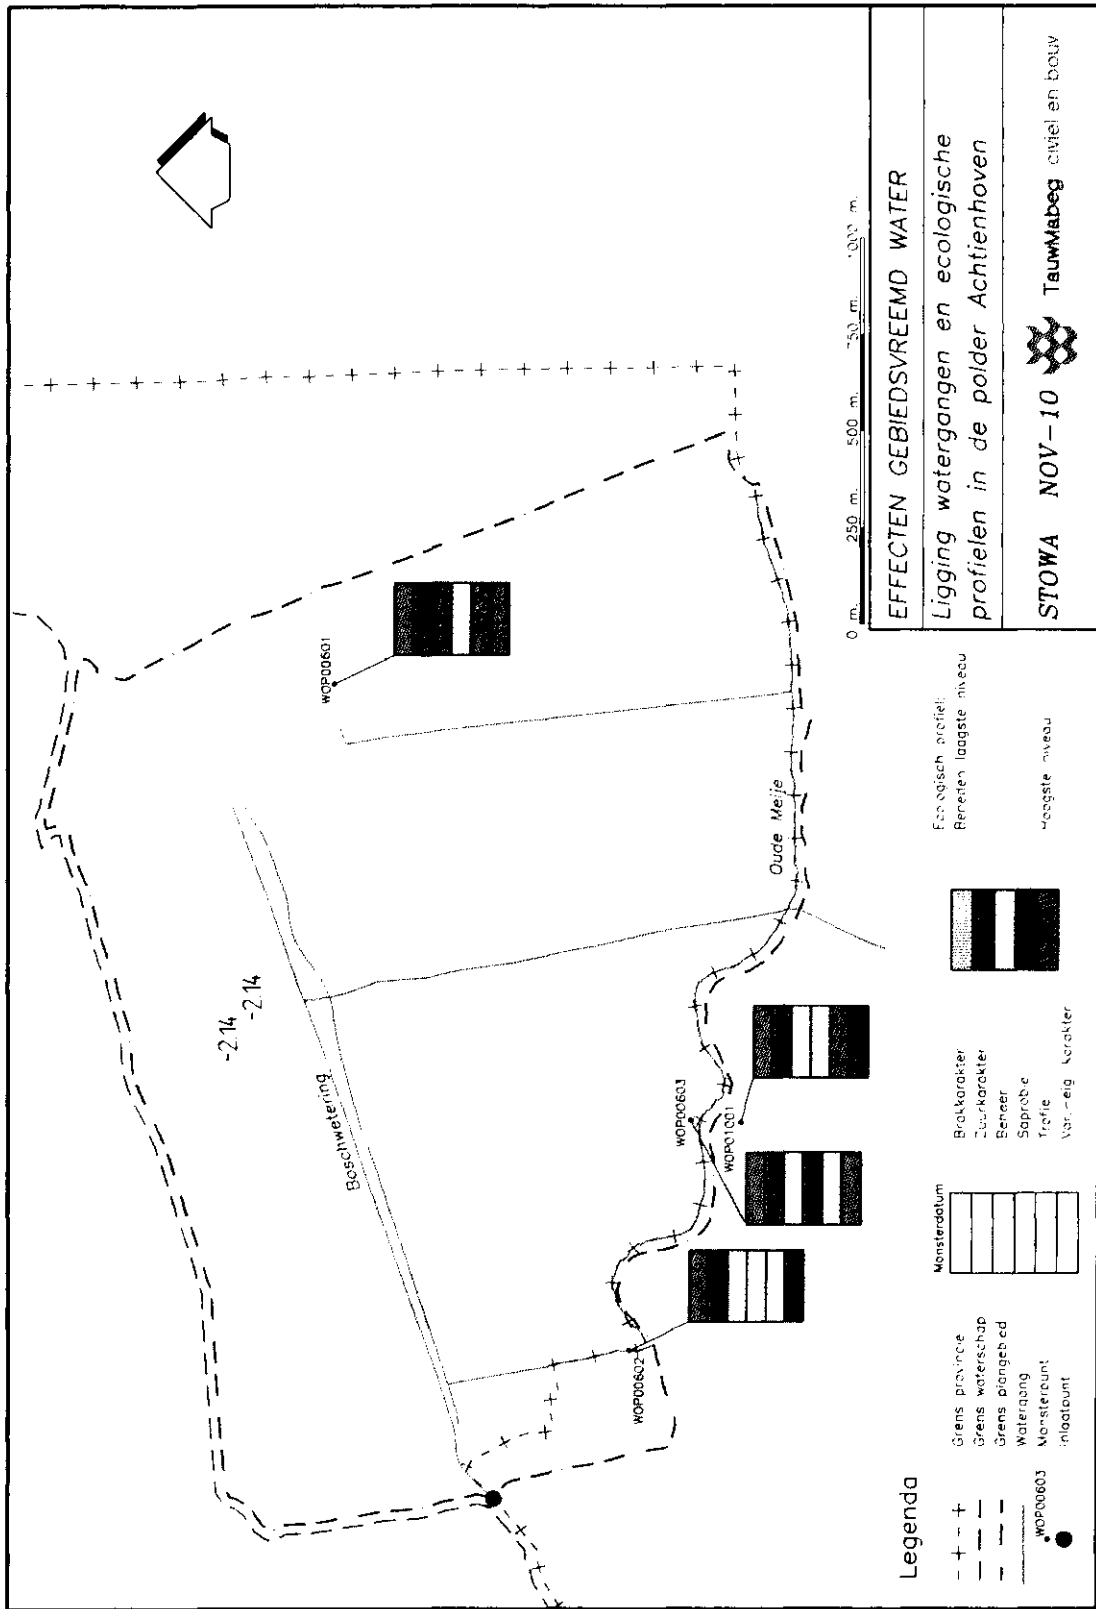 WOP00601
-2.14
-2.14
Boschwetering
Oude Meije
WOP00603
WOP01001
WOP00602
0 m. 250 m. 500 m. 750 m. 1000 m.
EFFECTEN GEBIEDSVREEMD WATER
Ligging watergangen en ecologische
profielen in de polder Achtienhoven
STOWA NOV-10
TauwMabeg civiel en bouw
Legenda
Grens provincie
Grens waterschap
Grens plangebied
Watergang
WOP00603 Monsterpunt
Inlaatpunt
Monsterdatum
Brakkarakter
Zuurkarakter
Beheer
Saprobie
Trofie
karakter
Ecologisch profiel:
Beneden laagste niveau
Hoogste niveau